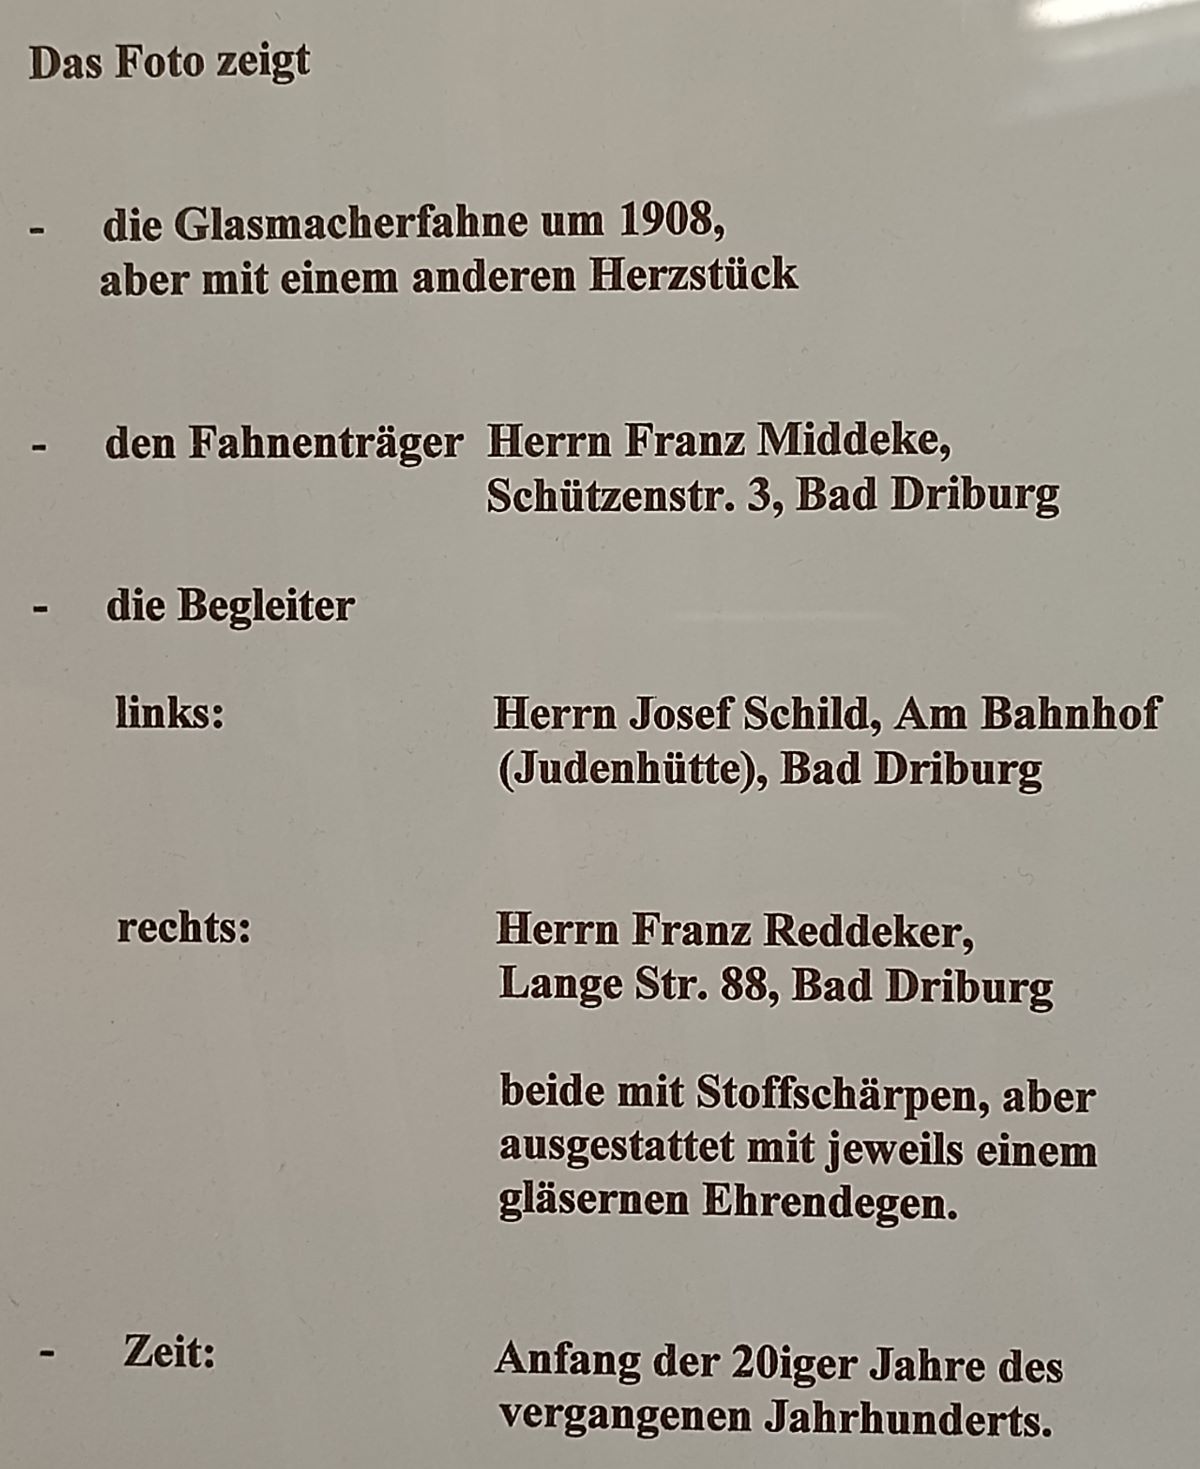 Das Foto zeigt
- die Glasmacherfahne um 1908,
aber mit einem anderen Herzstück
- den Fahnenträger Herrn Franz Middeke,
Schützenstr. 3, Bad Driburg
- die Begleiter
links: Herrn Josef Schild, Am Bahnhof
(Judenhütte), Bad Driburg
rechts: Herrn Franz Reddeker,
Lange Str. 88, Bad Driburg
beide mit Stoffschärpen, aber
ausgestattet mit jeweils einem
gläsernen Ehrendegen.
- Zeit: Anfang der 20iger Jahre des
vergangenen Jahrhunderts.